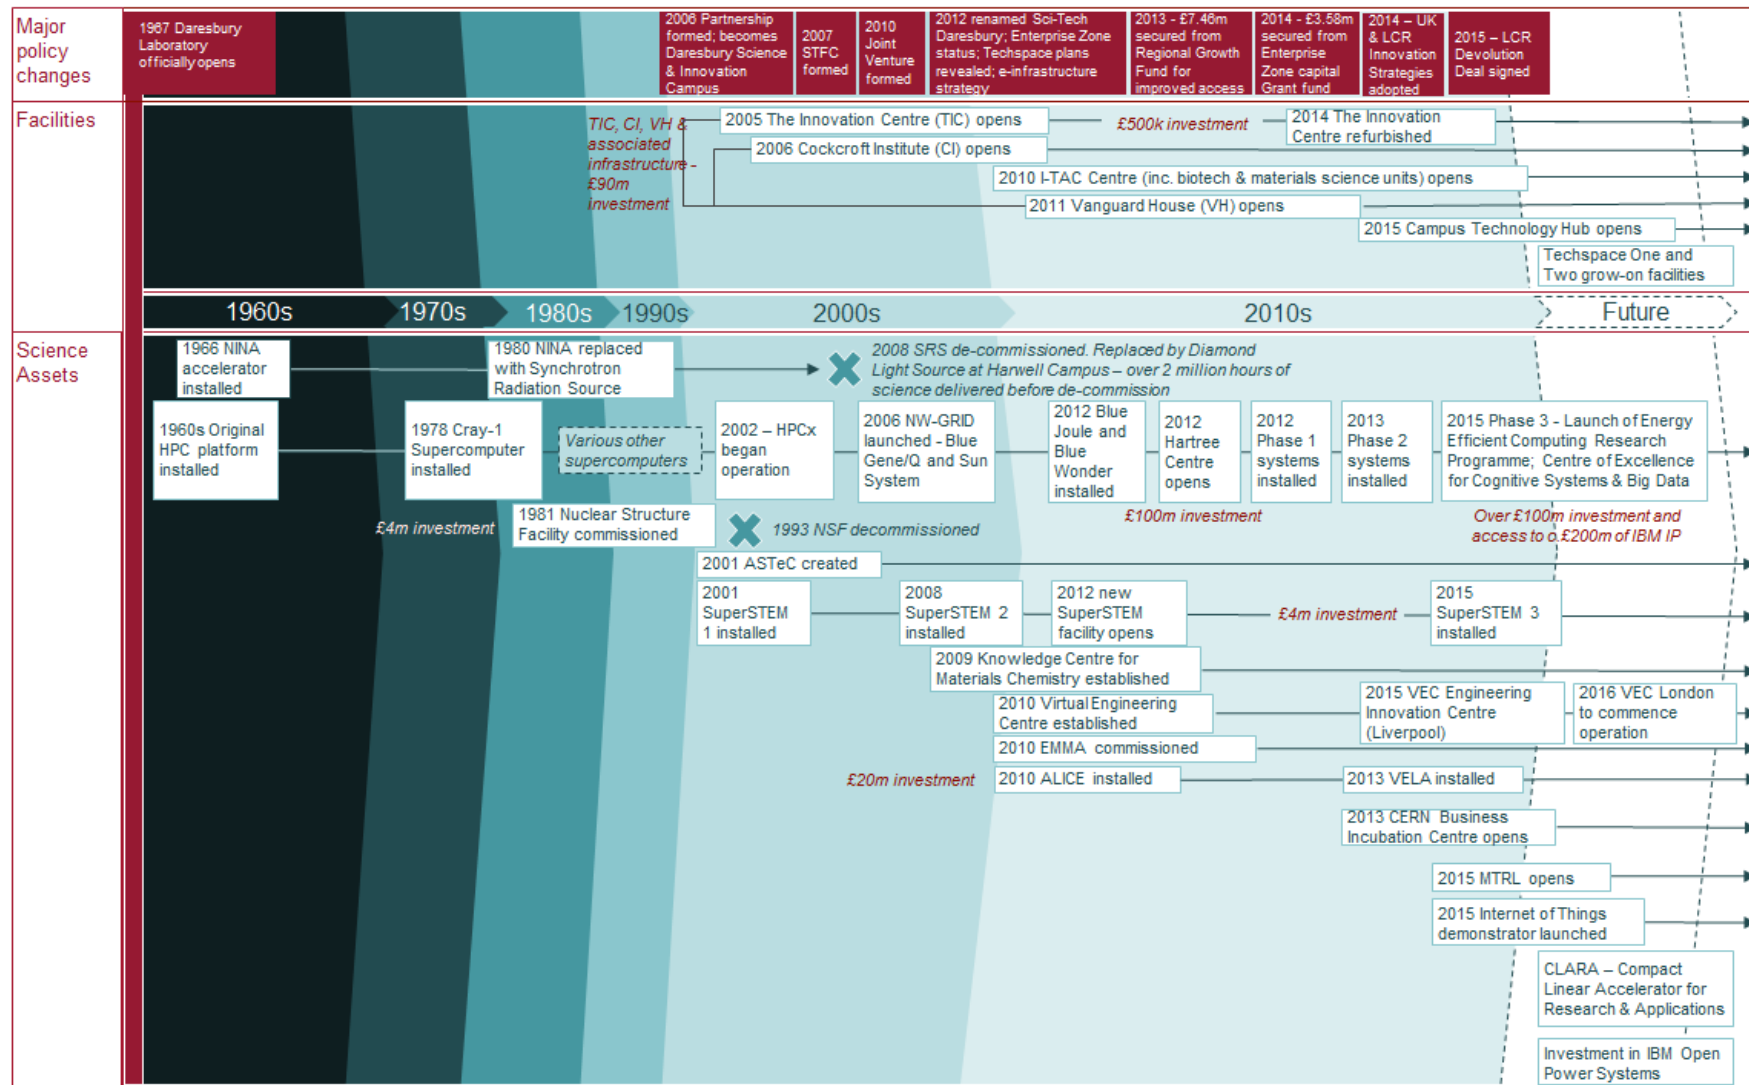 Major
policy
changes
1967 Daresbury
Laboratory
officially opens
2006 Partnership
formed; becomes
Daresbury Science
& Innovation
Campus
2007
STFC
formed
2010
Joint
Venture
formed
2012 renamed Sci-Tech
Daresbury; Enterprise Zone
status; Techspace plans
revealed; e-infrastructure
strategy
2013 - £7.46m
secured from
Regional Growth
Fund for
improved access
2014 - £3.58m
secured from
Enterprise
Zone capital
Grant fund
2014 – UK
& LCR
Innovation
Strategies
adopted
2015 – LCR
Devolution
Deal signed
Facilities
TIC, CI, VH &
associated
infrastructure -
£90m
investment
2005 The Innovation Centre (TIC) opens
£500k investment
2014 The Innovation
Centre refurbished
2006 Cockcroft Institute (CI) opens
2010 I-TAC Centre (inc. biotech & materials science units) opens
2011 Vanguard House (VH) opens
2015 Campus Technology Hub opens
Techspace One and
Two grow-on facilities
1960s
1970s
1980s
1990s
2000s
2010s
Future
Science
Assets
1966 NINA
accelerator
installed
1980 NINA replaced
with Synchrotron
Radiation Source
2008 SRS de-commissioned. Replaced by Diamond
Light Source at Harwell Campus – over 2 million hours of
science delivered before de-commission
1960s Original
HPC platform
installed
1978 Cray-1
Supercomputer
installed
Various other
supercomputers
2002 – HPCx
began
operation
2006 NW-GRID
launched - Blue
Gene/Q and Sun
System
2012 Blue
Joule and
Blue
Wonder
installed
2012
Hartree
Centre
opens
2012
Phase 1
systems
installed
2013
Phase 2
systems
installed
2015 Phase 3 - Launch of Energy
Efficient Computing Research
Programme; Centre of Excellence
for Cognitive Systems & Big Data
£4m investment
1981 Nuclear Structure
Facility commissioned
1993 NSF decommissioned
£100m investment
Over £100m investment and
access to c.£200m of IBM IP
2001 ASTeC created
2001
SuperSTEM
1 installed
2008
SuperSTEM 2
installed
2012 new
SuperSTEM
facility opens
£4m investment
2015
SuperSTEM 3
installed
2009 Knowledge Centre for
Materials Chemistry established
2010 Virtual Engineering
Centre established
2015 VEC Engineering
Innovation Centre
(Liverpool)
2016 VEC London
to commence
operation
2010 EMMA commissioned
£20m investment
2010 ALICE installed
2013 VELA installed
2013 CERN Business
Incubation Centre opens
2015 MTRL opens
2015 Internet of Things
demonstrator launched
CLARA – Compact
Linear Accelerator for
Research & Applications
Investment in IBM Open
Power Systems